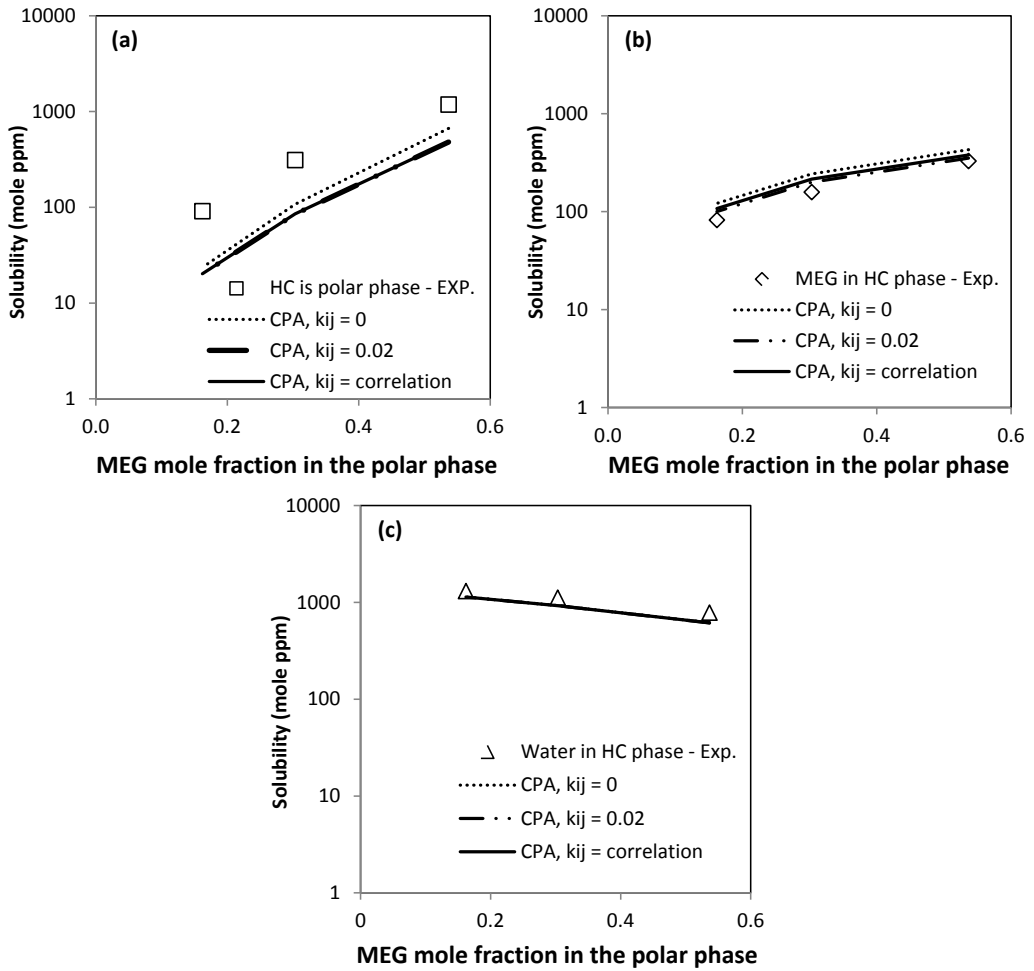 (a)
Solubility (mole ppm)
10000
1000
100
10
1
HC is polar phase - EXP.
CPA, kij = 0
CPA, kij = 0.02
CPA, kij = correlation
0.0 0.2 0.4 0.6
MEG mole fraction in the polar phase
(b)
Solubility (mole ppm)
10000
1000
100
10
1
MEG in HC phase - Exp.
CPA, kij = 0
CPA, kij = 0.02
CPA, kij = correlation
0.0 0.2 0.4 0.6
MEG mole fraction in the polar phase
(c)
Solubility (mole ppm)
10000
1000
100
10
1
Water in HC phase - Exp.
CPA, kij = 0
CPA, kij = 0.02
CPA, kij = correlation
0 0.2 0.4 0.6
MEG mole fraction in the polar phase